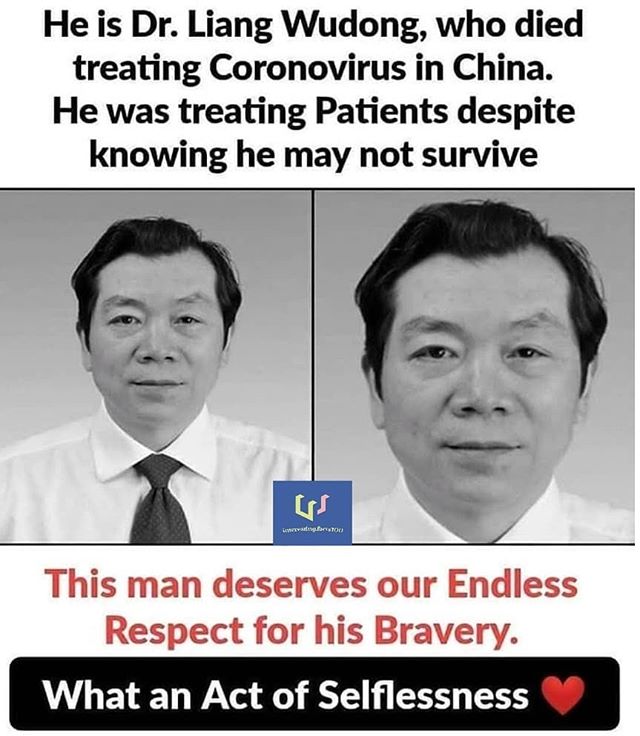 He is Dr. Liang Wudong, who died
treating Coronovirus in China.
He was treating Patients despite
knowing he may not survive
This man deserves our Endless
Respect for his Bravery.
What an Act of Selflessness ❤️